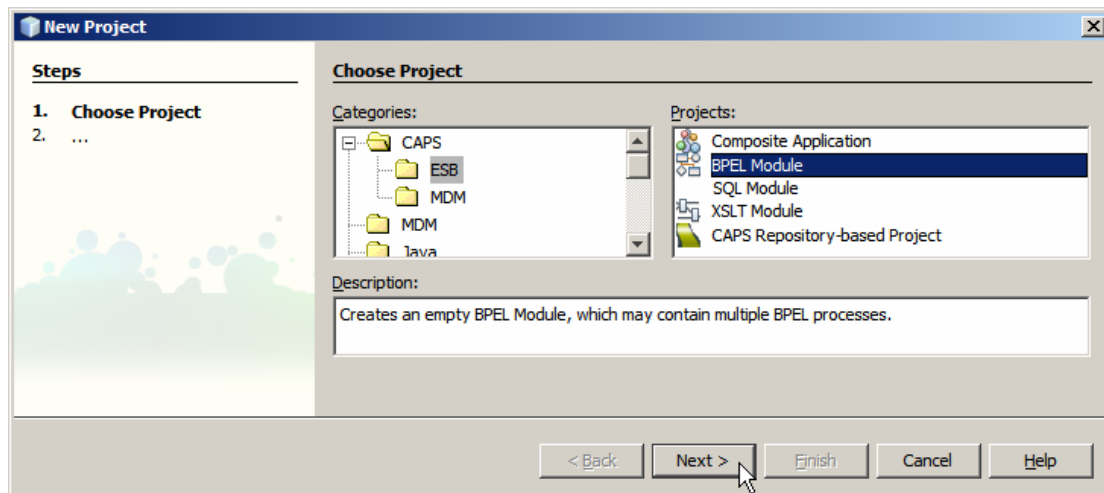 New Project
Steps
1. Choose Project
2. ...
Choose Project
Categories:
CAPS
ESB
MDM
MDM
Java
Projects:
Composite Application
BPEL Module
SQL Module
XSLT Module
CAPS Repository-based Project
Description:
Creates an empty BPEL Module, which may contain multiple BPEL processes.
< Back
Next >
Finish
Cancel
Help